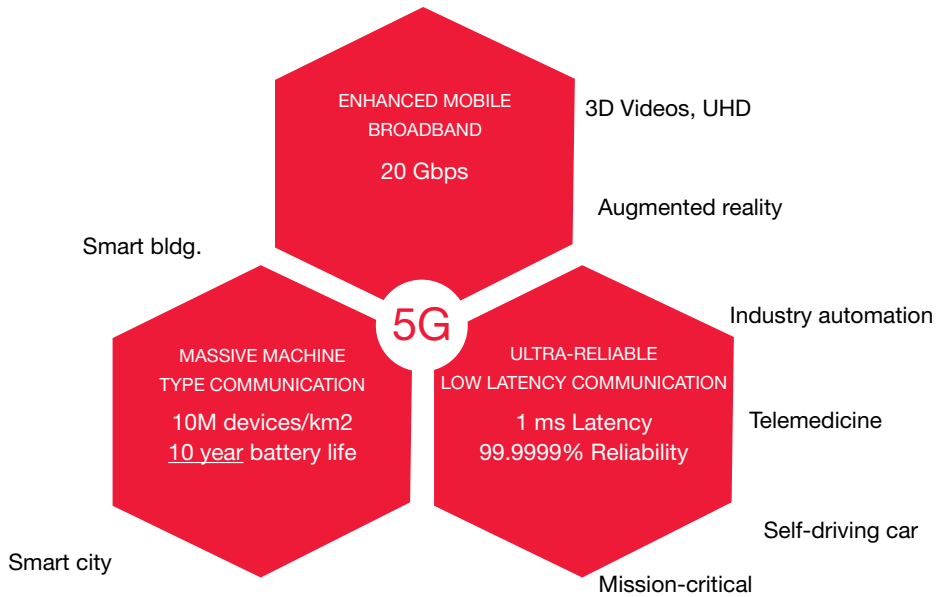 ENHANCED MOBILE
BROADBAND
20 Gbps
3D Videos, UHD
Augmented reality
Smart bldg.
5G
Industry automation
MASSIVE MACHINE
TYPE COMMUNICATION
10M devices/km2
10 year battery life
ULTRA-RELIABLE
LOW LATENCY COMMUNICATION
1 ms Latency
99.9999% Reliability
Telemedicine
Self-driving car
Smart city
Mission-critical